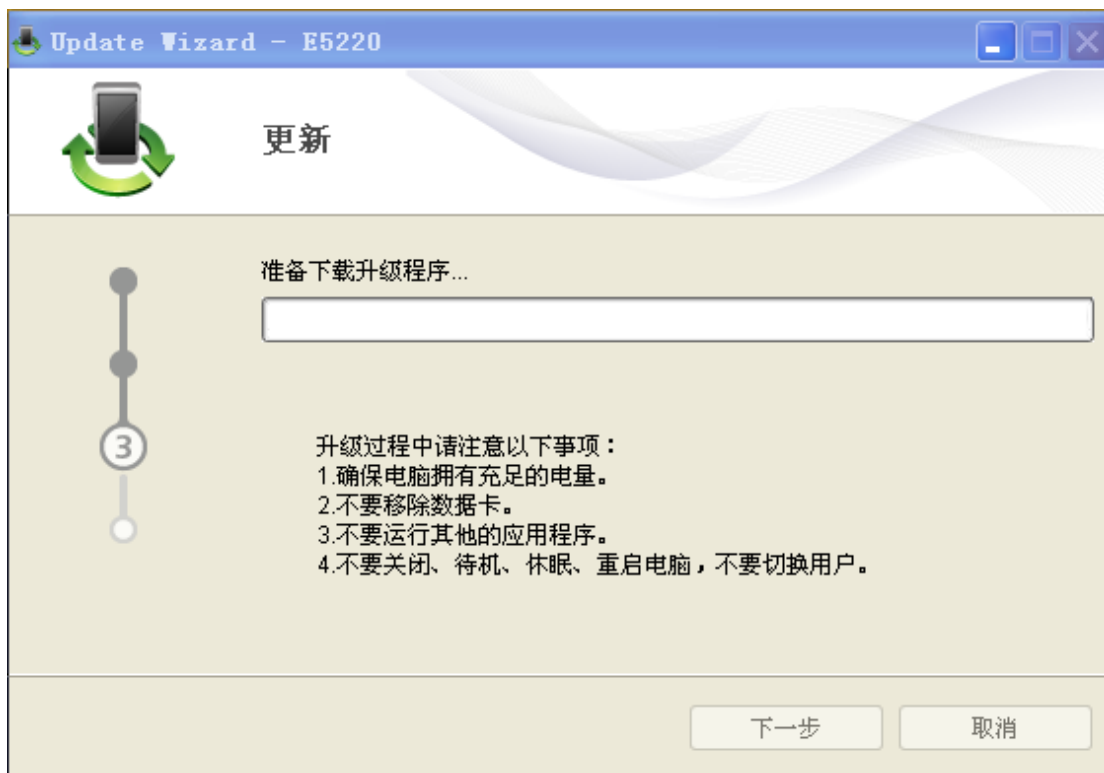 Update Wizard - E5220
更新
准备下载升级程序...
3
升级过程中请注意以下事项：
1.确保电脑拥有充足的电量。
2.不要移除数据卡。
3.不要运行其他的应用程序。
4.不要关闭、待机、休眠、重启电脑，不要切换用户。
下一步
取消